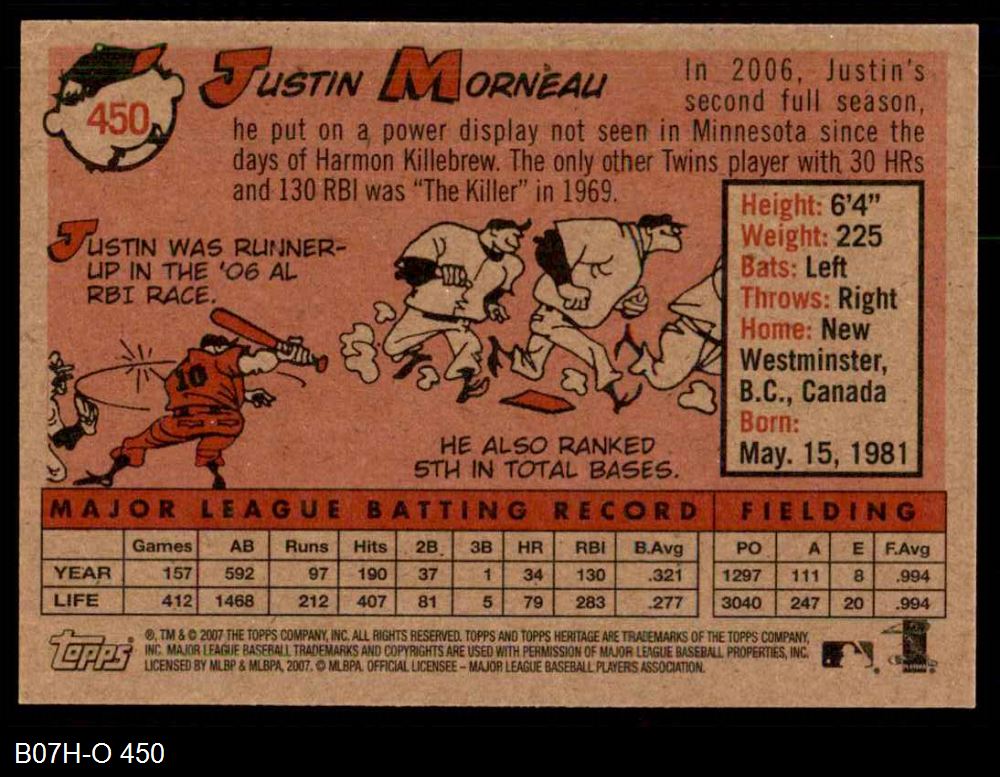 450
JUSTIN MORNEAU
In 2006, Justin's
second full season,
he put on a power display not seen in Minnesota since the
days of Harmon Killebrew. The only other Twins player with 30 HRs
and 130 RBI was “The Killer” in 1969.
JUSTIN WAS RUNNER-
UP IN THE '06 AL
RBI RACE.
10
HE ALSO RANKED
5TH IN TOTAL BASES.
Height: 6'4”
Weight: 225
Bats: Left
Throws: Right
Home: New
Westminster,
B.C., Canada
Born:
May. 15, 1981
MAJOR LEAGUE BATTING RECORD FIELDING
Games AB Runs Hits 2B. 3B HR RBI B.Avg PO A E F.Avg
YEAR 157 592 97 190 37 1 34 130 .321 1297 111 8 .994
LIFE 412 1468 212 407 81 5 79 283 .277 3040 247 20 .994
Topps
®, TM & © 2007 THE TOPPS COMPANY, INC. ALL RIGHTS RESERVED. TOPPS AND TOPPS HERITAGE ARE TRADEMARKS OF THE TOPPS COMPANY,
INC. MAJOR LEAGUE BASEBALL TRADEMARKS AND COPYRIGHTS ARE USED WITH PERMISSION OF MAJOR LEAGUE BASEBALL PROPERTIES, INC.
LICENSED BY MLBP & MLBPA, 2007. © MLBPA. OFFICIAL LICENSEE – MAJOR LEAGUE BASEBALL PLAYERS ASSOCIATION.
B07H-O 450